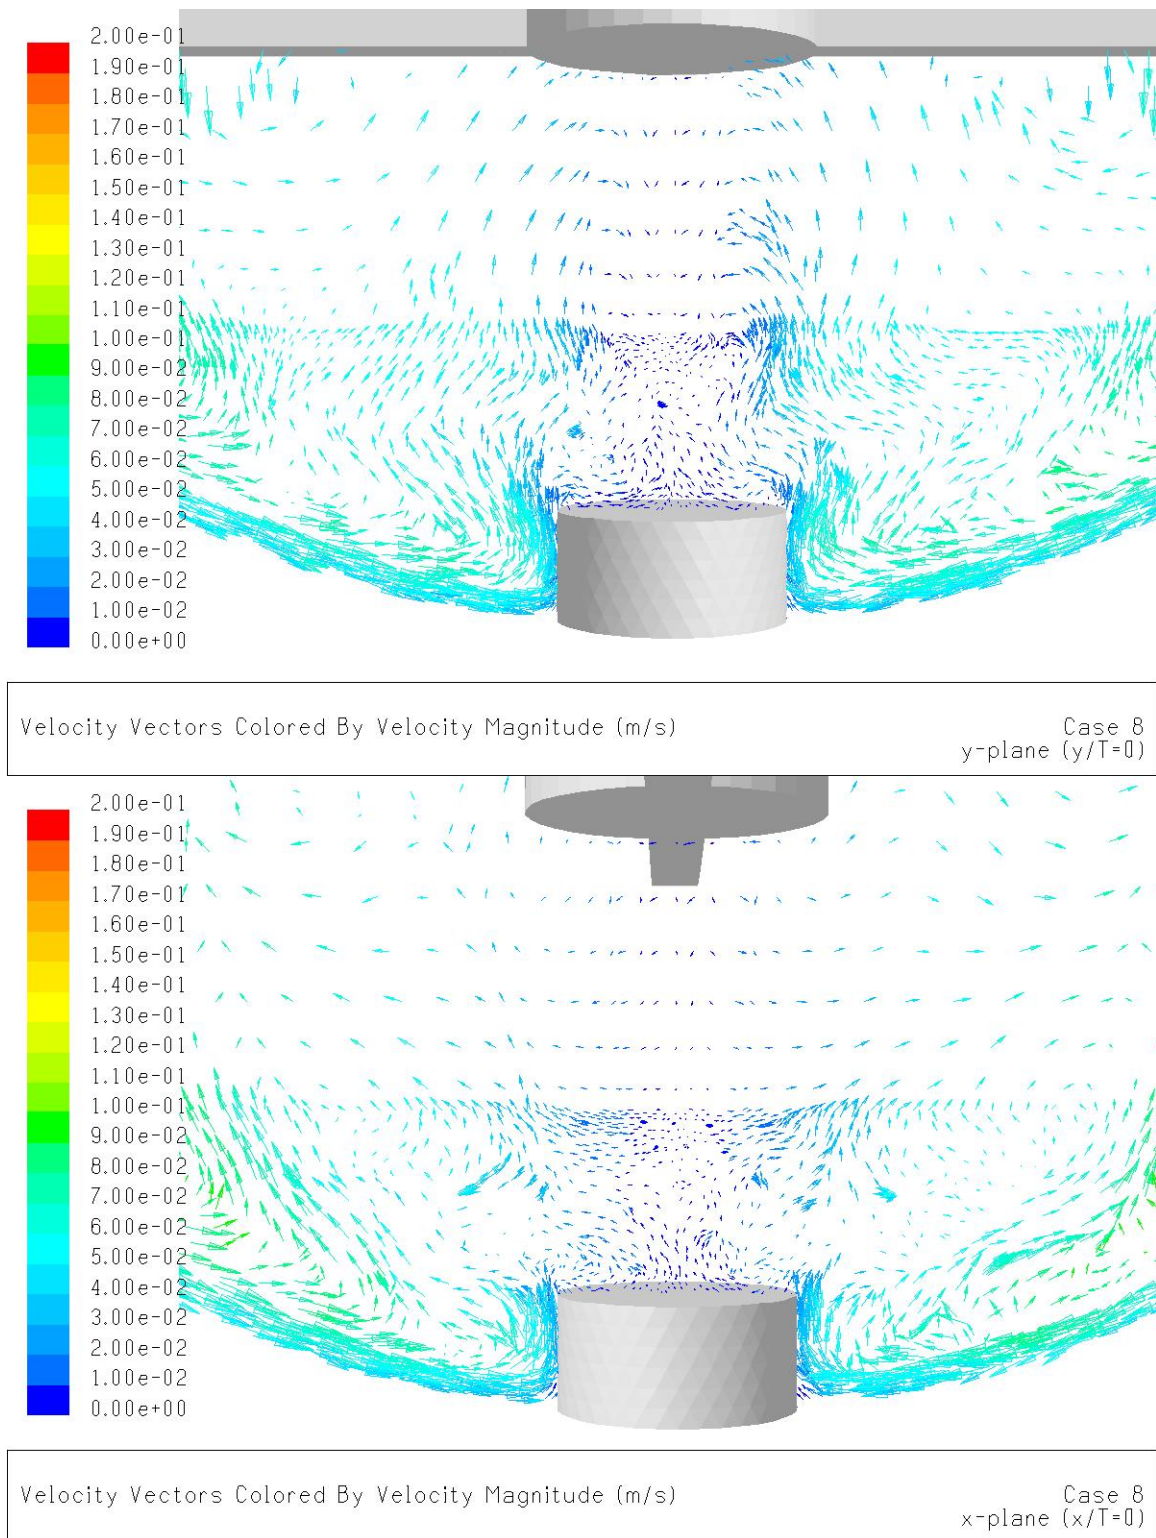 2.00e-01
1.90e-01
1.80e-01
1.70e-01
1.60e-01
1.50e-01
1.40e-01
1.30e-01
1.20e-01
1.10e-01
1.00e-01
9.00e-02
8.00e-02
7.00e-02
6.00e-02
5.00e-02
4.00e-02
3.00e-02
2.00e-02
1.00e-02
0.00e+00
Velocity Vectors Colored By Velocity Magnitude (m/s)
Case 8
y-plane (y/T=0)
2.00e-01
1.90e-01
1.80e-01
1.70e-01
1.60e-01
1.50e-01
1.40e-01
1.30e-01
1.20e-01
1.10e-01
1.00e-01
9.00e-02
8.00e-02
7.00e-02
6.00e-02
5.00e-02
4.00e-02
3.00e-02
2.00e-02
1.00e-02
0.00e+00
Velocity Vectors Colored By Velocity Magnitude (m/s)
Case 8
x-plane (x/T=0)